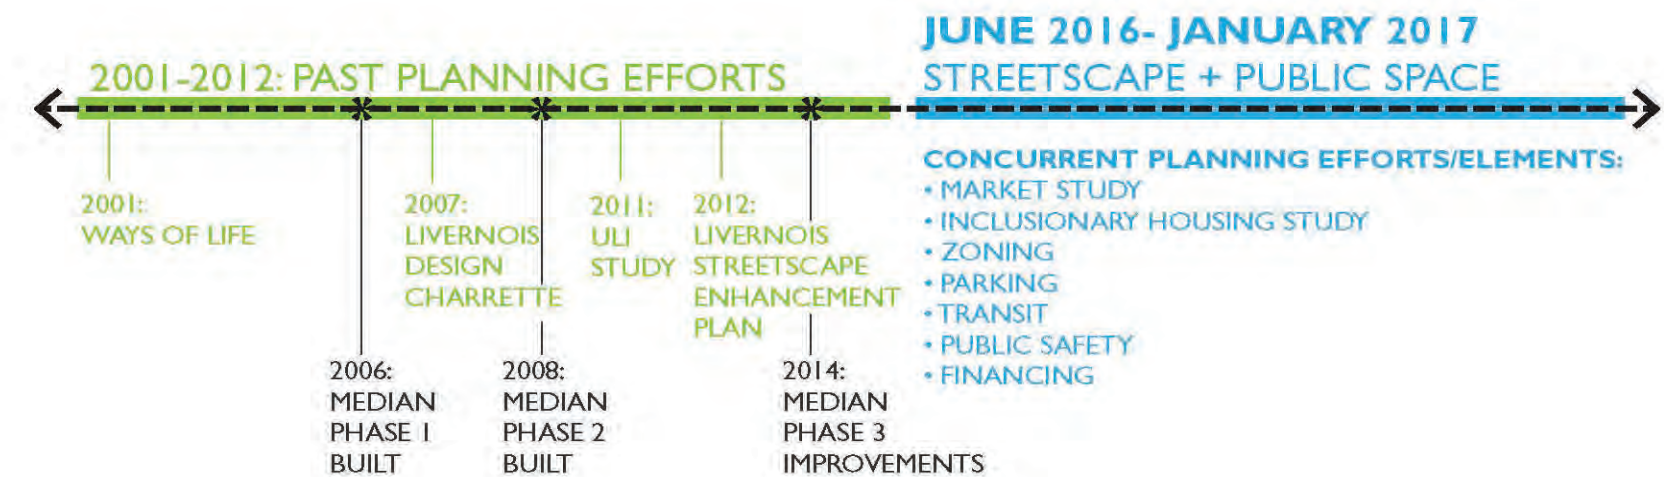 2001-2012: PAST PLANNING EFFORTS
2001:
WAYS OF LIFE
2006:
MEDIAN
PHASE 1
BUILT
2007:
LIVERNOIS
DESIGN
CHARRETTE
2008:
MEDIAN
PHASE 2
BUILT
2011:
ULI
STUDY
2012:
LIVERNOIS
STREETSCAPE
ENHANCEMENT
PLAN
2014:
MEDIAN
PHASE 3
IMPROVEMENTS
JUNE 2016- JANUARY 2017
STREETSCAPE + PUBLIC SPACE
CONCURRENT PLANNING EFFORTS/ELEMENTS:
• MARKET STUDY
• INCLUSIONARY HOUSING STUDY
• ZONING
• PARKING
• TRANSIT
• PUBLIC SAFETY
• FINANCING